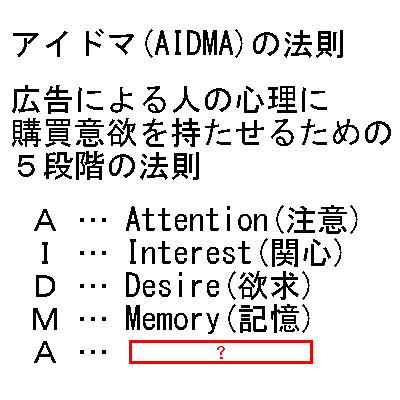 アイドマ(AIDMA)の法則
広告による人の心理に
購買意欲を持たせるための
５段階の法則
A … Attention(注意)
I … Interest(関心)
D … Desire(欲求)
M … Memory(記憶)
A … ?